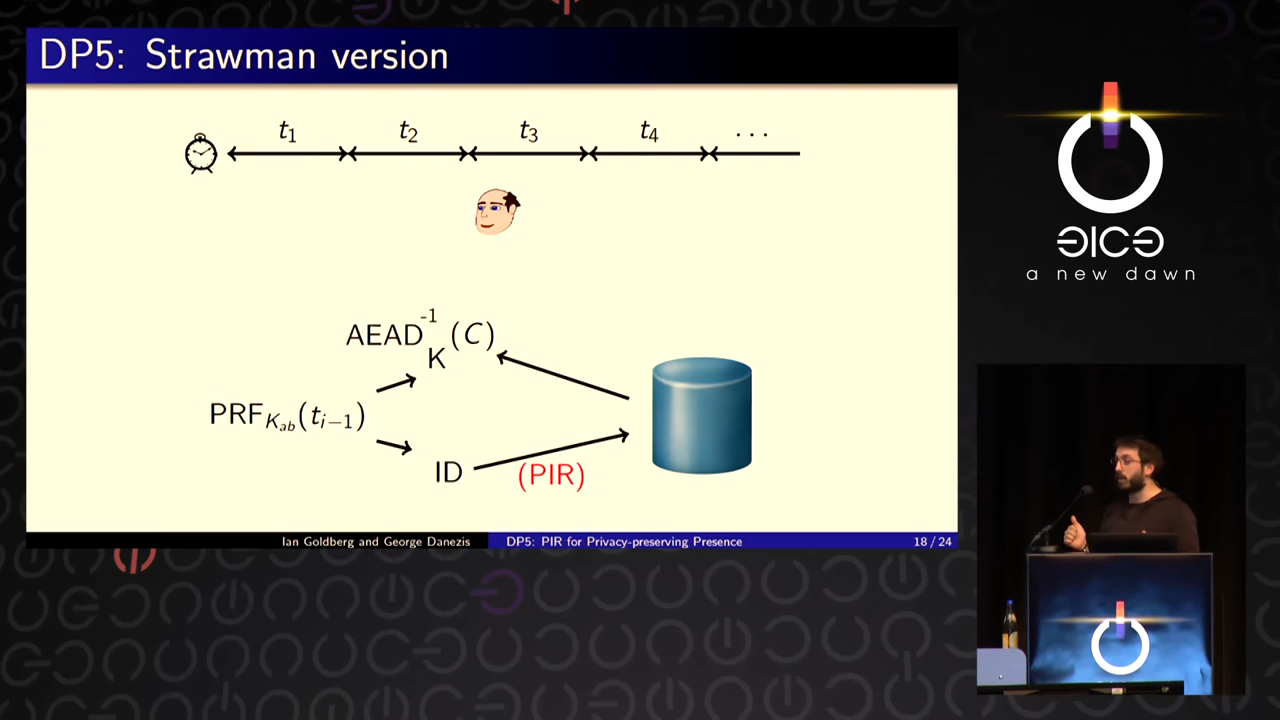 DP5: Strawman version
t1 t2 t3 t4 ...
AEAD-1K(C)
PRFKab(ti−1)
ID
(PIR)
Ian Goldberg and George Danezis
DP5: PIR for Privacy-preserving Presence
18 / 24
31C3
a new dawn